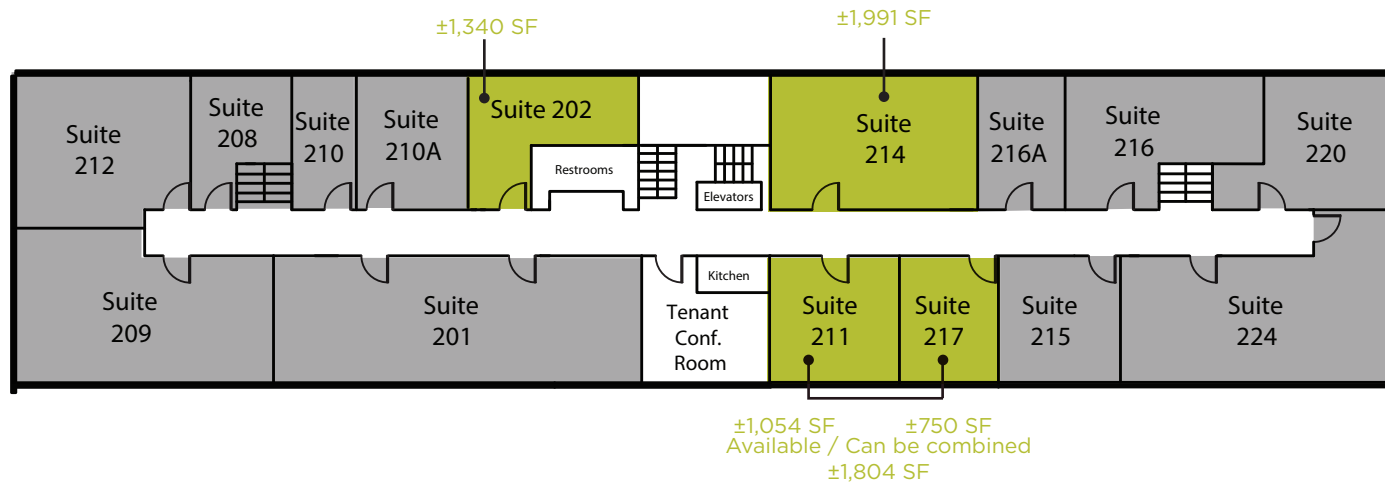 ±1,340 SF
±1,991 SF
Suite
212
Suite
208
Suite
210
Suite
210A
Suite 202
Restrooms
Elevators
Suite
214
Suite
216A
Suite
216
Suite
220
Suite
209
Suite
201
Kitchen
Tenant
Conf.
Room
Suite
211
Suite
217
Suite
215
Suite
224
±1,054 SF
±750 SF
Available / Can be combined
±1,804 SF